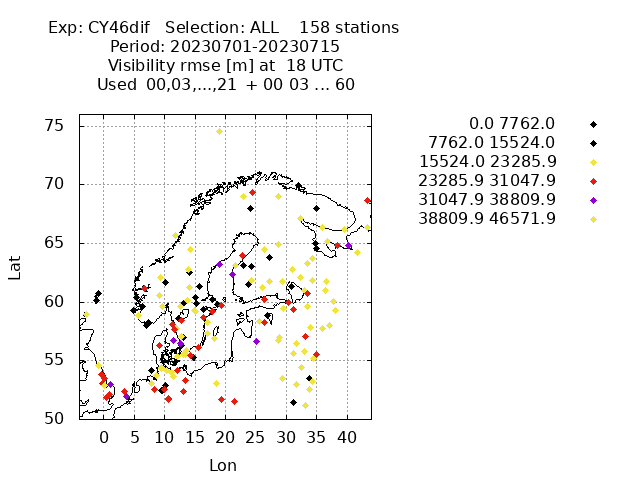 Exp: CY46dif Selection: ALL 158 stations
Period: 20230701-20230715
Visibility rmse [m] at 18 UTC
Used 00,03,...,21 + 00 03 ... 60
0.0 7762.0
7762.0 15524.0
15524.0 23285.9
23285.9 31047.9
31047.9 38809.9
38809.9 46571.9
75
70
65
60
55
50
Lat
0 5 10 15 20 25 30 35 40
Lon